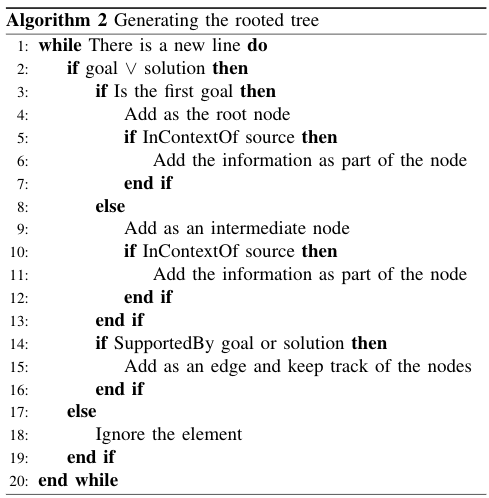 Algorithm 2 Generating the rooted tree
1: while There is a new line do
2: if goal ∨ solution then
3: if Is the first goal then
4: Add as the root node
5: if InContextOf source then
6: Add the information as part of the node
7: end if
8: else
9: Add as an intermediate node
10: if InContextOf source then
11: Add the information as part of the node
12: end if
13: end if
14: if SupportedBy goal or solution then
15: Add as an edge and keep track of the nodes
16: end if
17: else
18: Ignore the element
19: end if
20: end while